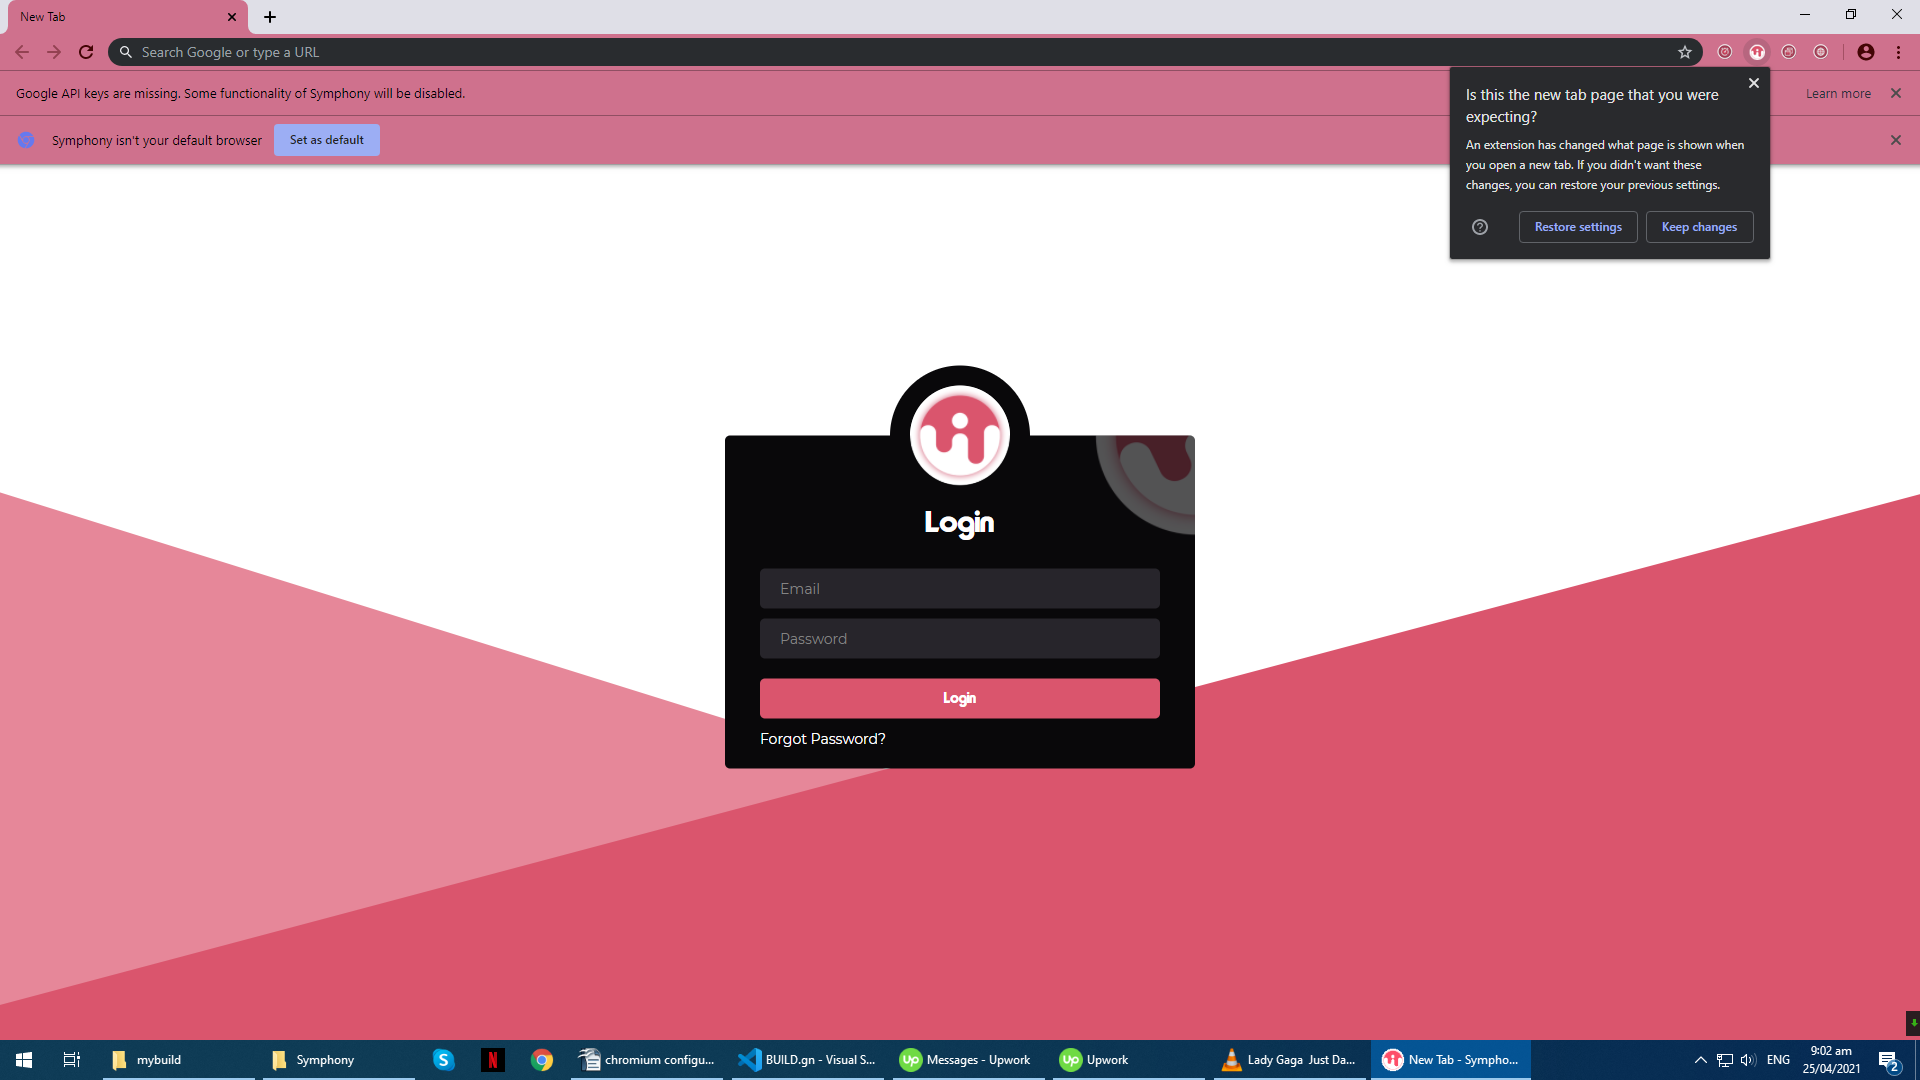 New Tab
Search Google or type a URL
Google API keys are missing. Some functionality of Symphony will be disabled.
Learn more
Symphony isn't your default browser
Set as default
Is this the new tab page that you were
expecting?
An extension has changed what page is shown when
you open a new tab. If you didn't want these
changes, you can restore your previous settings.
Restore settings
Keep changes
Login
Email
Password
Login
Forgot Password?
mybuild
Symphony
chromium configu...
BUILD.gn - Visual S...
Messages - Upwork
Upwork
Lady Gaga Just Da...
New Tab - Sympho...
ENG
9:02 am
25/04/2021
2